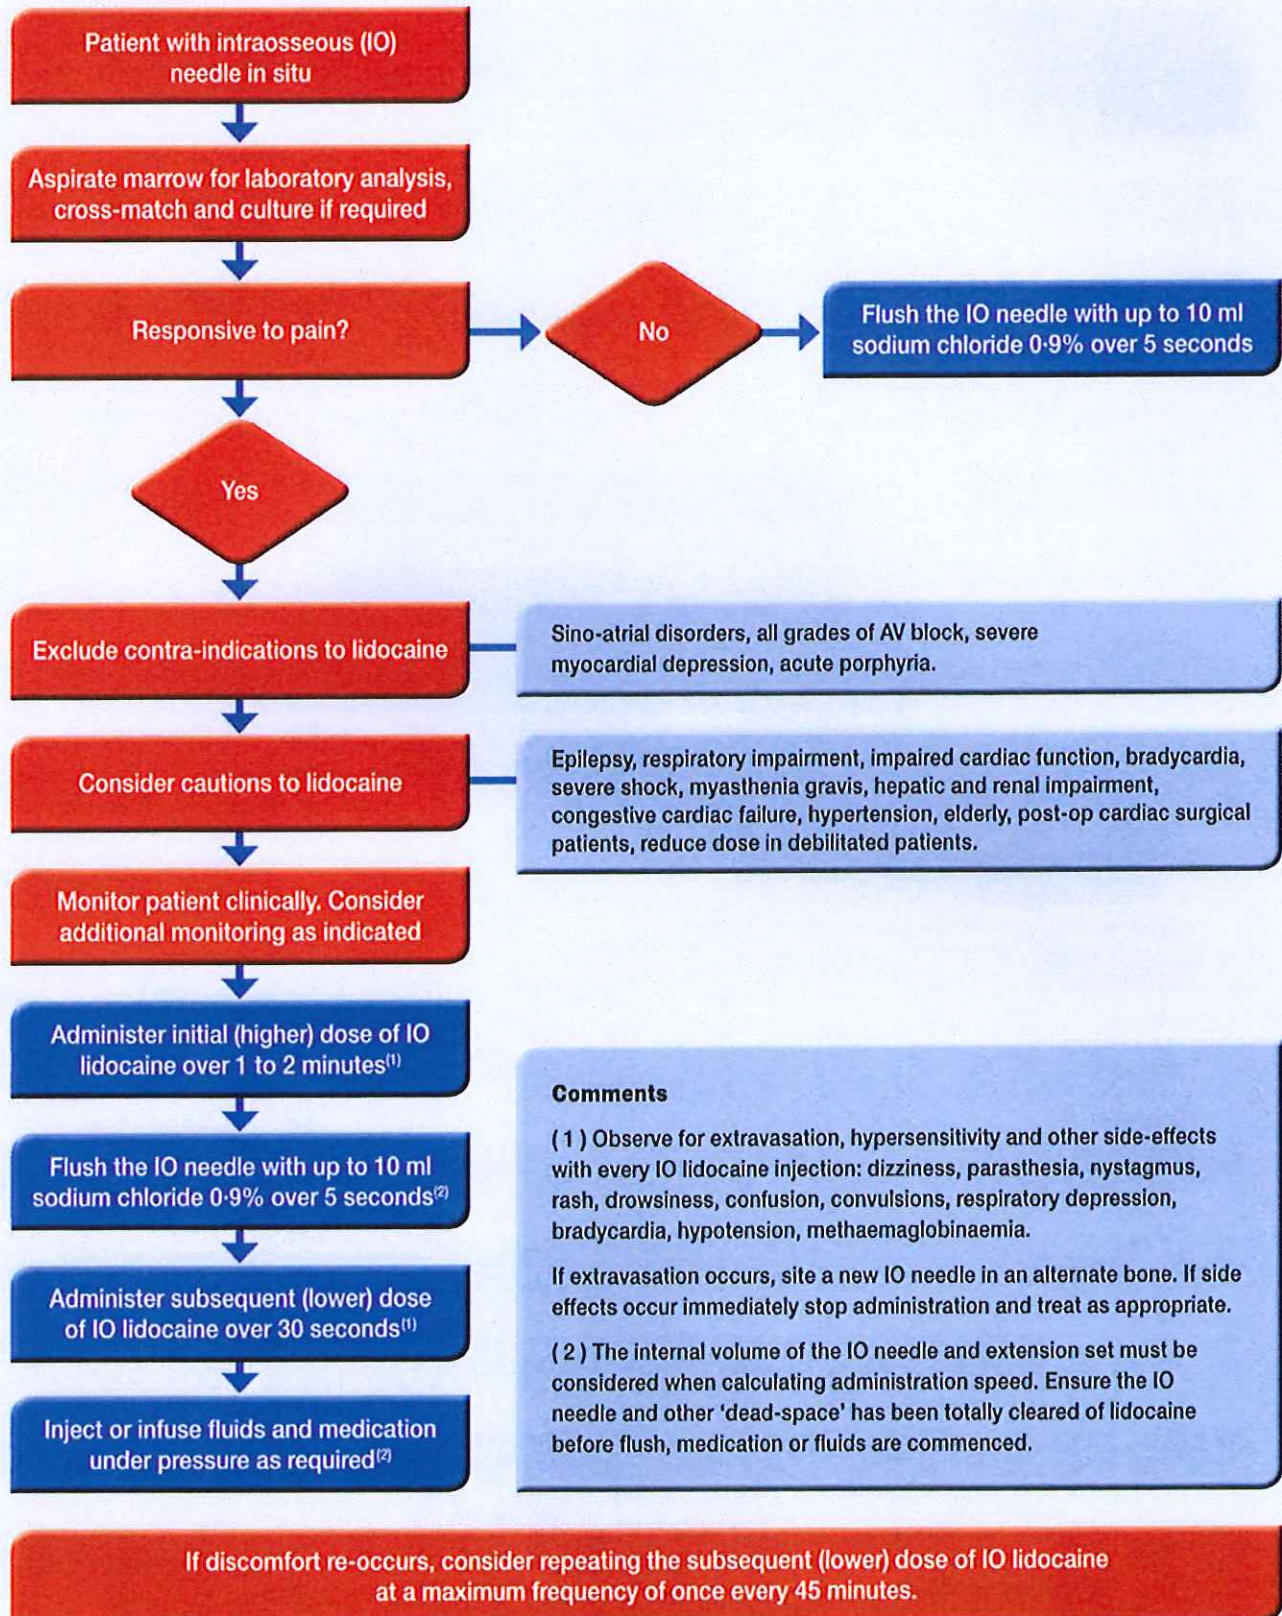 Patient with intraosseous (IO)
needle in situ
Aspirate marrow for laboratory analysis,
cross-match and culture if required
Responsive to pain?
No
Flush the IO needle with up to 10 ml
sodium chloride 0·9% over 5 seconds
Yes
Exclude contra-indications to lidocaine
Sino-atrial disorders, all grades of AV block, severe
myocardial depression, acute porphyria.
Consider cautions to lidocaine
Epilepsy, respiratory impairment, impaired cardiac function, bradycardia,
severe shock, myasthenia gravis, hepatic and renal impairment,
congestive cardiac failure, hypertension, elderly, post-op cardiac surgical
patients, reduce dose in debilitated patients.
Monitor patient clinically. Consider
additional monitoring as indicated
Administer initial (higher) dose of IO
lidocaine over 1 to 2 minutes(1)
Flush the IO needle with up to 10 ml
sodium chloride 0·9% over 5 seconds(2)
Administer subsequent (lower) dose
of IO lidocaine over 30 seconds(1)
Inject or infuse fluids and medication
under pressure as required(2)
Comments
( 1 ) Observe for extravasation, hypersensitivity and other side-effects
with every IO lidocaine injection: dizziness, parasthesia, nystagmus,
rash, drowsiness, confusion, convulsions, respiratory depression,
bradycardia, hypotension, methaemaglobinaemia.
If extravasation occurs, site a new IO needle in an alternate bone. If side
effects occur immediately stop administration and treat as appropriate.
( 2 ) The internal volume of the IO needle and extension set must be
considered when calculating administration speed. Ensure the IO
needle and other 'dead-space' has been totally cleared of lidocaine
before flush, medication or fluids are commenced.
If discomfort re-occurs, consider repeating the subsequent (lower) dose of IO lidocaine
at a maximum frequency of once every 45 minutes.